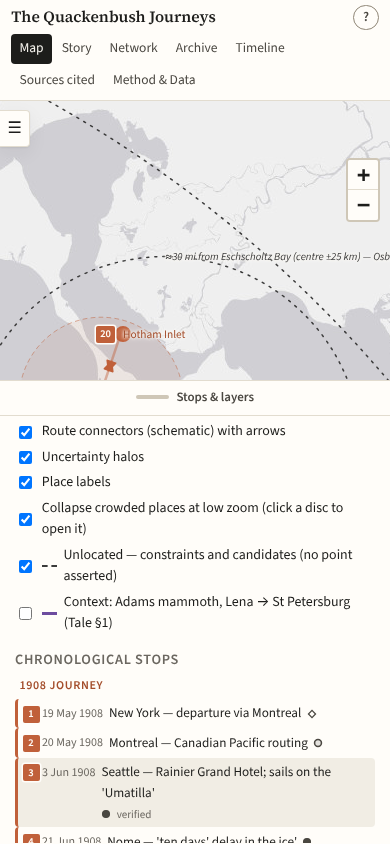 The Quackenbush Journeys
?
Map Story Network Archive Timeline
Sources cited Method & Data
☰
+
−
≈30 mi from Eschscholtz Bay (centre ±25 km) — Osb
20 Hotham Inlet
Stops & layers
Route connectors (schematic) with arrows
Uncertainty halos
Place labels
Collapse crowded places at low zoom (click a disc to
open it)
Unlocated — constraints and candidates (no point
asserted)
Context: Adams mammoth, Lena → St Petersburg
(Tale §1)
CHRONOLOGICAL STOPS
1908 JOURNEY
1 19 May 1908 New York — departure via Montreal
2 20 May 1908 Montreal — Canadian Pacific routing
3 3 Jun 1908 Seattle — Rainier Grand Hotel; sails on the
'Umatilla'
verified
4 21 Jun 1908 Nome — 'ten days' delay in the ice'